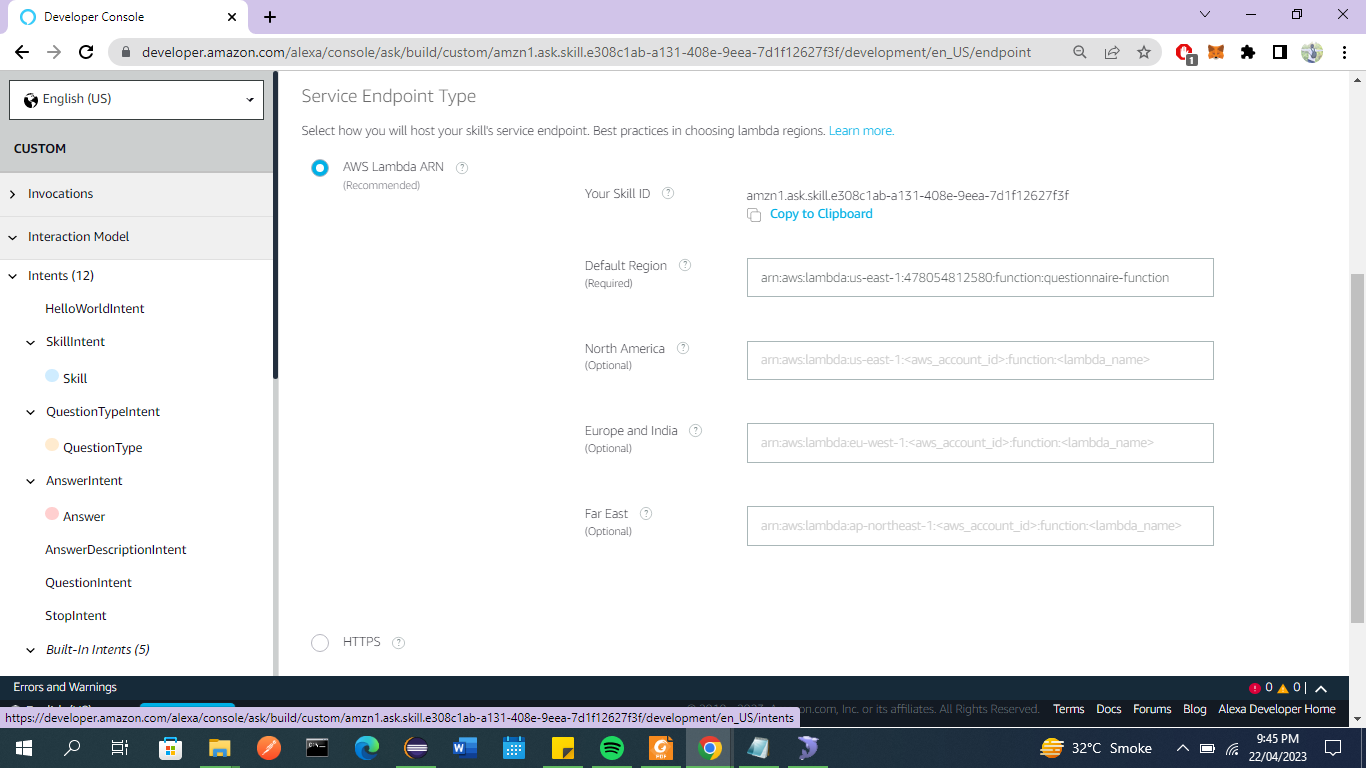 Developer Console
developer.amazon.com/alexa/console/ask/build/custom/amzn1.ask.skill.e308c1ab-a131-408e-9eea-7d1f12627f3f/development/en_US/endpoint
1
English (US)
CUSTOM
Invocations
Interaction Model
Intents (12)
HelloWorldIntent
SkillIntent
Skill
QuestionTypeIntent
QuestionType
AnswerIntent
Answer
AnswerDescriptionIntent
QuestionIntent
StopIntent
Built-In Intents (5)
Service Endpoint Type
Select how you will host your skill's service endpoint. Best practices in choosing lambda regions. Learn more.
AWS Lambda ARN ?
(Recommended)
Your Skill ID ?
amzn1.ask.skill.e308c1ab-a131-408e-9eea-7d1f12627f3f
Copy to Clipboard
Default Region ?
(Required)
arn:aws:lambda:us-east-1:478054812580:function:questionnaire-function
North America ?
(Optional)
arn:aws:lambda:us-east-1:<aws_account_id>:function:<lambda_name>
Europe and India ?
(Optional)
arn:aws:lambda:eu-west-1:<aws_account_id>:function:<lambda_name>
Far East ?
(Optional)
arn:aws:lambda:ap-northeast-1:<aws_account_id>:function:<lambda_name>
HTTPS ?
Errors and Warnings
0 0 |
https://developer.amazon.com/alexa/console/ask/build/custom/amzn1.ask.skill.e308c1ab-a131-408e-9eea-7d1f12627f3f/development/en_US/intents
zon.com, Inc. or its affiliates. All Rights Reserved. Terms Docs Forums Blog Alexa Developer Home
32°C Smoke
9:45 PM
22/04/2023